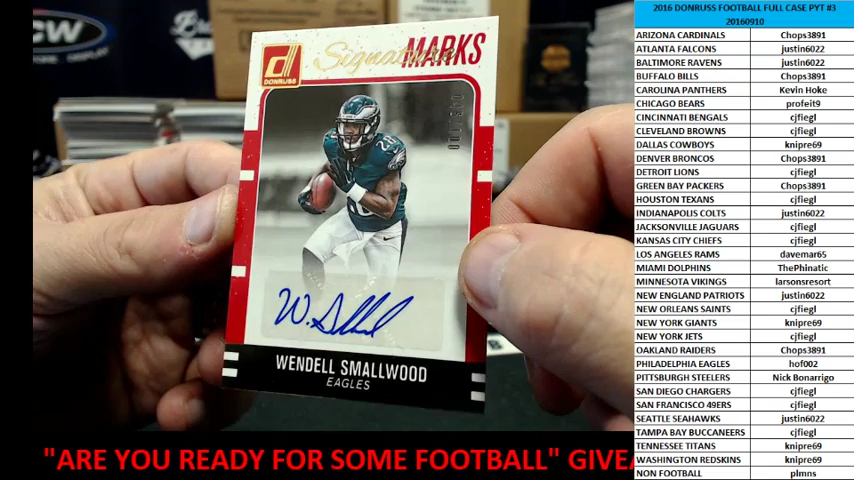 2016 DONRUSS FOOTBALL FULL CASE PYT #3
20160910
ARIZONA CARDINALS Chops3891
ATLANTA FALCONS justin6022
BALTIMORE RAVENS justin6022
BUFFALO BILLS Chops3891
CAROLINA PANTHERS Kevin Hoke
CHICAGO BEARS profeit9
CINCINNATI BENGALS cjfiegl
CLEVELAND BROWNS cjfiegl
DALLAS COWBOYS knipre69
DENVER BRONCOS Chops3891
DETROIT LIONS cjfiegl
GREEN BAY PACKERS Chops3891
HOUSTON TEXANS cjfiegl
INDIANAPOLIS COLTS justin6022
JACKSONVILLE JAGUARS cjfiegl
KANSAS CITY CHIEFS cjfiegl
LOS ANGELES RAMS davemar65
MIAMI DOLPHINS ThePhinatic
MINNESOTA VIKINGS larsonsresort
NEW ENGLAND PATRIOTS justin6022
NEW ORLEANS SAINTS cjfiegl
NEW YORK GIANTS knipre69
NEW YORK JETS cjfiegl
OAKLAND RAIDERS Chops3891
PHILADELPHIA EAGLES hof002
PITTSBURGH STEELERS Nick Bonarrigo
SAN DIEGO CHARGERS cjfiegl
SAN FRANCISCO 49ERS cjfiegl
SEATTLE SEAHAWKS justin6022
TAMPA BAY BUCCANEERS cjfiegl
TENNESSEE TITANS knipre69
WASHINGTON REDSKINS knipre69
NON FOOTBALL plmns
CW
DONRUSS
Signature MARKS
28
W. Smallwood
WENDELL SMALLWOOD
EAGLES
"ARE YOU READY FOR SOME FOOTBALL" GIVEA